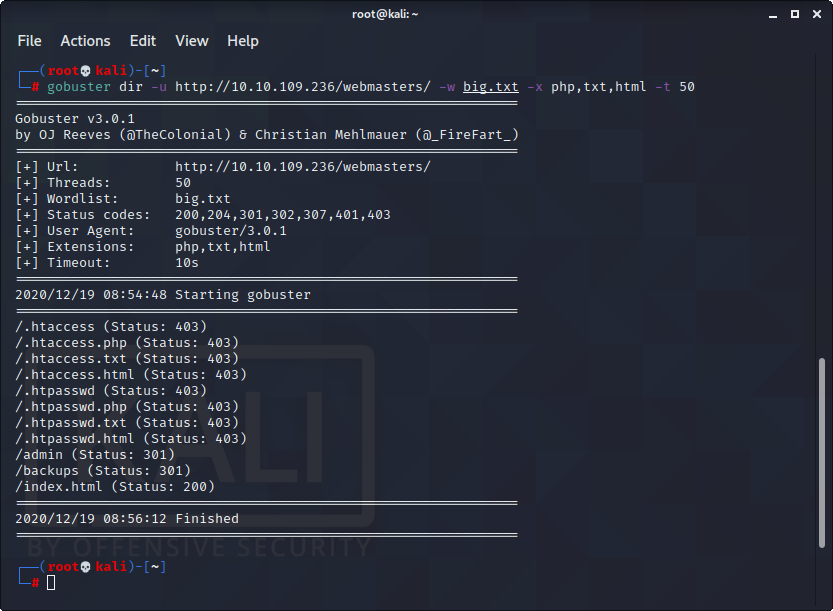 root@kali: ~
File Actions Edit View Help
┌──(root💀kali)-[~]
└─# gobuster dir -u http://10.10.109.236/webmasters/ -w big.txt -x php,txt,html -t 50
===============================================================
Gobuster v3.0.1
by OJ Reeves (@TheColonial) & Christian Mehlmauer (@_FireFart_)
===============================================================
[+] Url:            http://10.10.109.236/webmasters/
[+] Threads:        50
[+] Wordlist:       big.txt
[+] Status codes:   200,204,301,302,307,401,403
[+] User Agent:     gobuster/3.0.1
[+] Extensions:     php,txt,html
[+] Timeout:        10s
===============================================================
2020/12/19 08:54:48 Starting gobuster
===============================================================
/.htaccess (Status: 403)
/.htaccess.php (Status: 403)
/.htaccess.txt (Status: 403)
/.htaccess.html (Status: 403)
/.htpasswd (Status: 403)
/.htpasswd.php (Status: 403)
/.htpasswd.txt (Status: 403)
/.htpasswd.html (Status: 403)
/admin (Status: 301)
/backups (Status: 301)
/index.html (Status: 200)
===============================================================
2020/12/19 08:56:12 Finished
===============================================================
KALI
BY OFFENSIVE SECURITY
┌──(root💀kali)-[~]
└─#